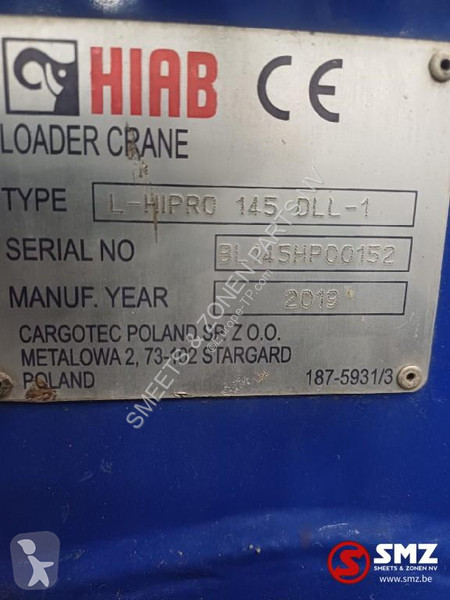 HIAB CE
LOADER CRANE
TYPE L-HIPRO 145 DLL-1
SERIAL NO BL145HP00152
MANUF. YEAR 2019
CARGOTEC POLAND SP. Z O.O.
METALOWA 2, 73-102 STARGARD
POLAND 187-5931/3
SMEETS & ZONEN PARTS NV
SMZ
SMEETS & ZONEN NV
www.smz.be